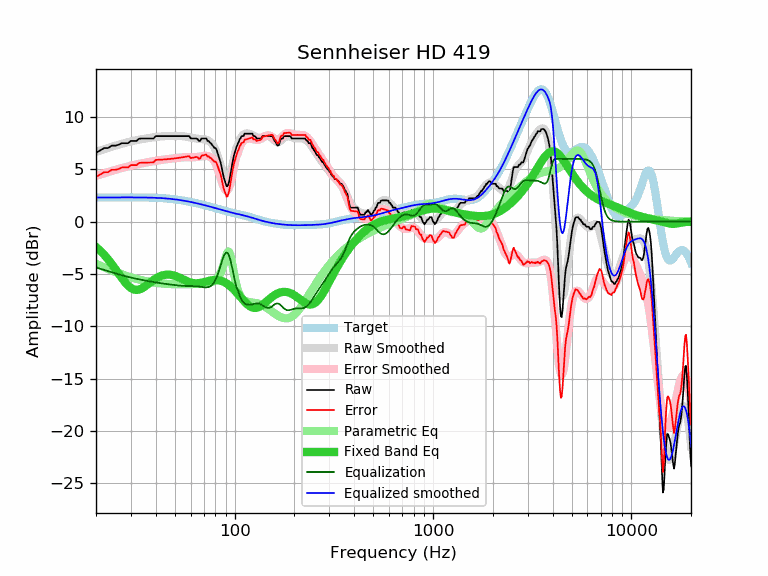 Sennheiser HD 419
10
5
0
−5
−10
−15
−20
−25
Amplitude (dBr)
Target
Raw Smoothed
Error Smoothed
Raw
Error
Parametric Eq
Fixed Band Eq
Equalization
Equalized smoothed
100 1000 10000
Frequency (Hz)